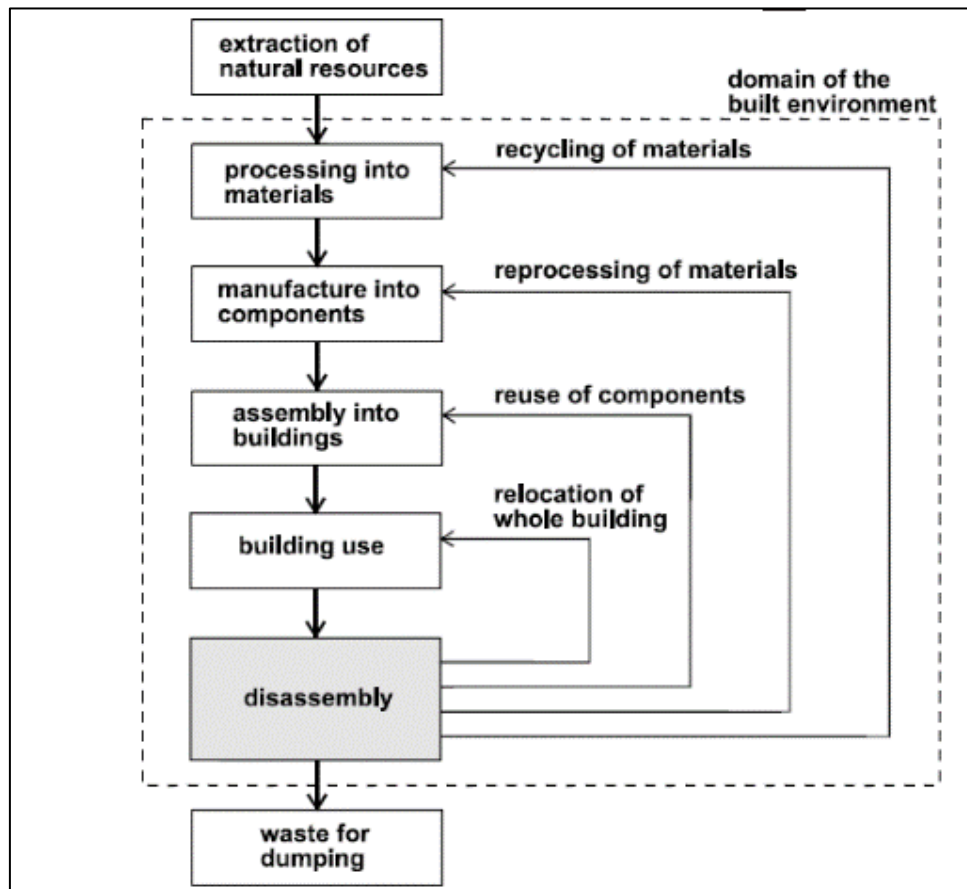 extraction of
natural resources
domain of the
built environment
processing into
materials
recycling of materials
manufacture into
components
reprocessing of materials
assembly into
buildings
reuse of components
relocation of
whole building
building use
disassembly
waste for
dumping